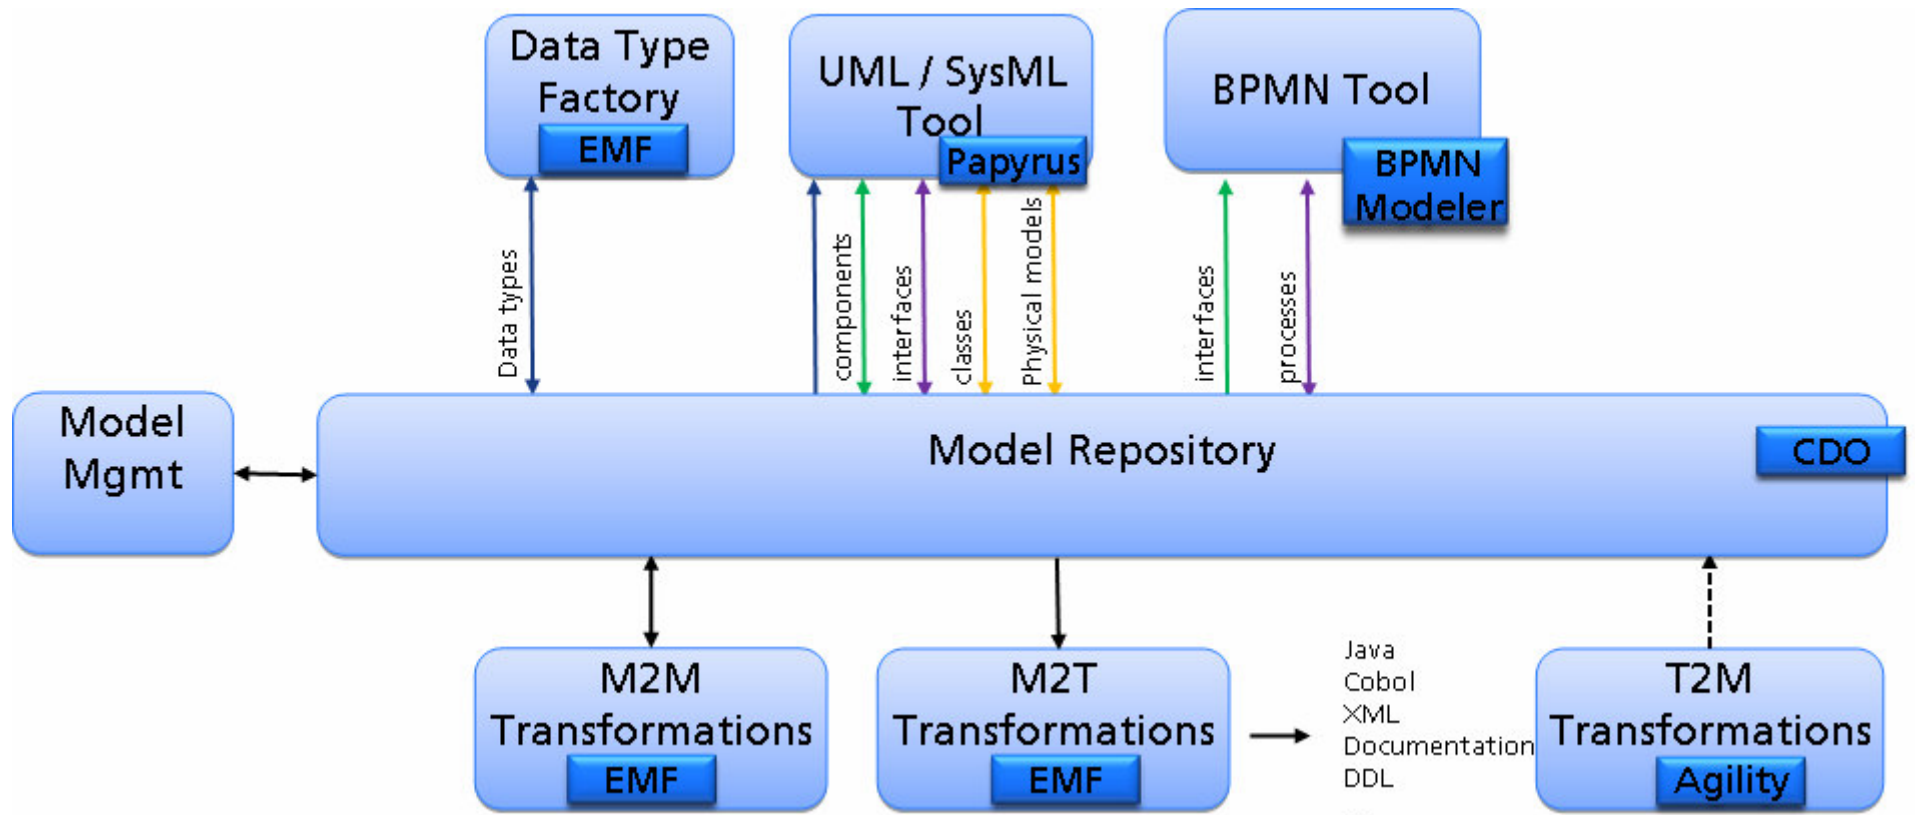 Data Type
Factory
EMF
UML / SysML
Tool
Papyrus
BPMN Tool
BPMN
Modeler
Data types
components
interfaces
classes
Physical models
interfaces
processes
Model
Mgmt
Model Repository
CDO
M2M
Transformations
EMF
M2T
Transformations
EMF
Java
Cobol
XML
Documentation
DDL
T2M
Transformations
Agility